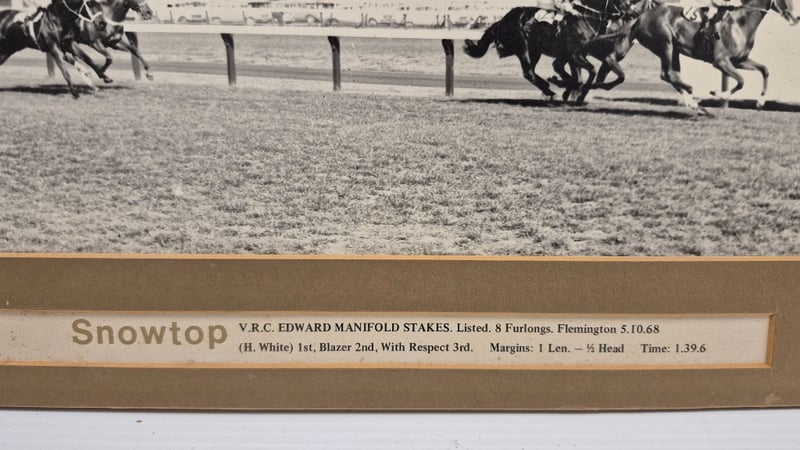 Snowtop V.R.C. EDWARD MANIFOLD STAKES. Listed. 8 Furlongs. Flemington 5.10.68
(H. White) 1st, Blazer 2nd, With Respect 3rd. Margins: 1 Len. – ½ Head Time: 1.39.6